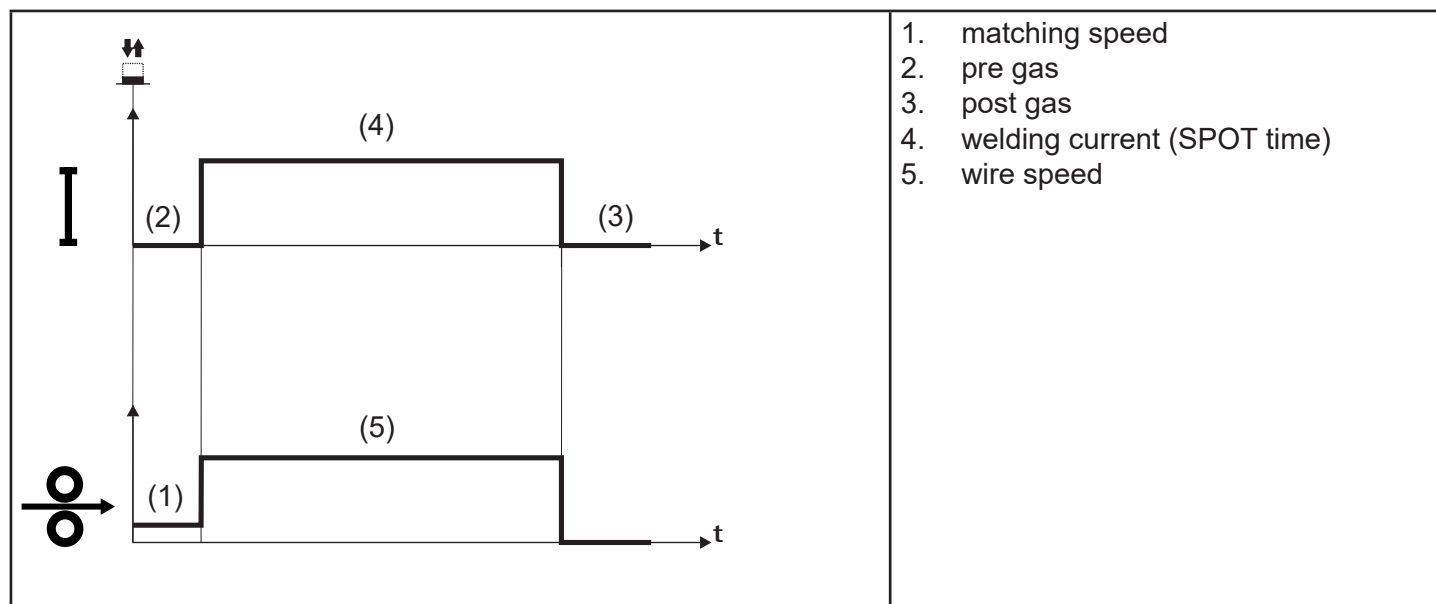 (4)
(2)
(3)
t
(5)
(1)
t
1. matching speed
2. pre gas
3. post gas
4. welding current (SPOT time)
5. wire speed